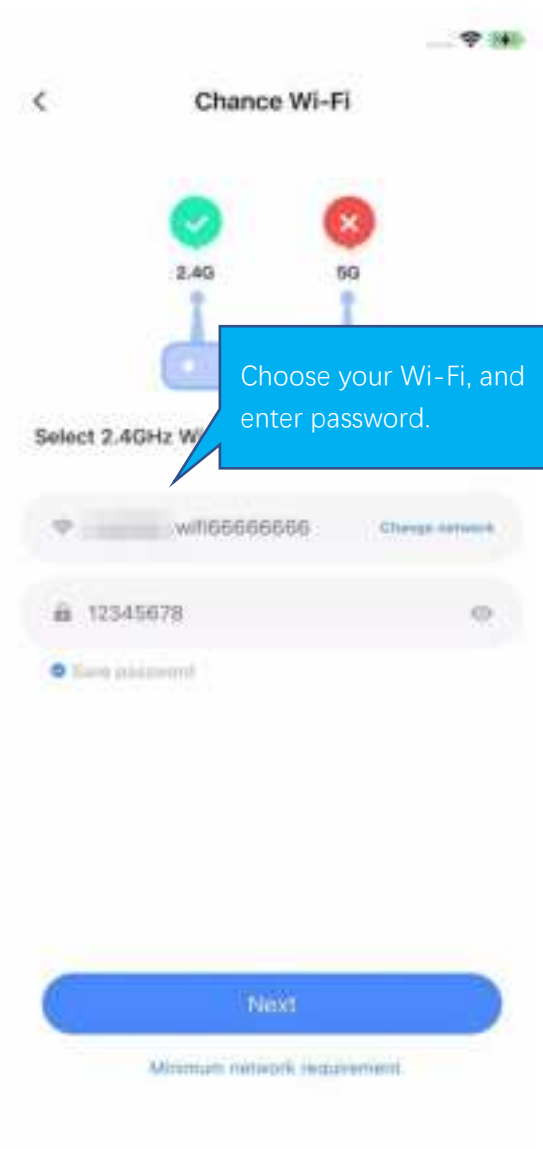 Chance Wi-Fi
2.4G
5G
Choose your Wi-Fi, and
enter password.
Select 2.4GHz Wi
wifi66666666
Change network
12345678
Save password
Next
Minimum network requirement